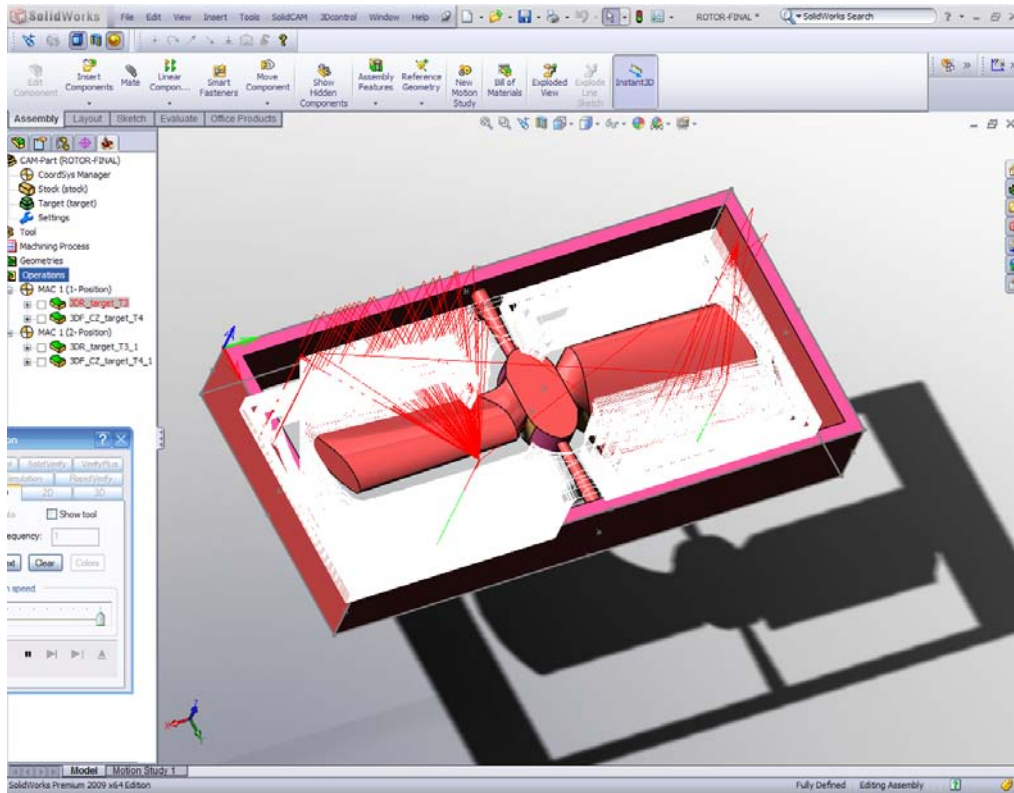 SolidWorks File Edit View Insert Tools SolidCAM 3Dcontrol Window Help ROTOR-FINAL * SolidWorks Search
Edit Component
Insert Components
Mate
Linear Compon...
Smart Fasteners
Move Component
Show Hidden Components
Assembly Features
Reference Geometry
New Motion Study
Bill of Materials
Exploded View
Explode Line Sketch
Instant3D
Assembly Layout Sketch Evaluate Office Products
CAM-Part (ROTOR-FINAL)
CoordSys Manager
Stock (stock)
Target (target)
Settings
Tool
Machining Process
Geometries
Operations
MAC 1 (1- Position)
3DR_target_T3
3DF_CZ_target_T4
MAC 1 (2- Position)
3DR_target_T3_1
3DF_CZ_target_T4_1
SolidVerify VerifyPlus
RapidVerify
2D 3D
Show tool
equency: 1
Clear Colors
speed
Model Motion Study 1
SolidWorks Premium 2009 x64 Edition Fully Defined Editing Assembly